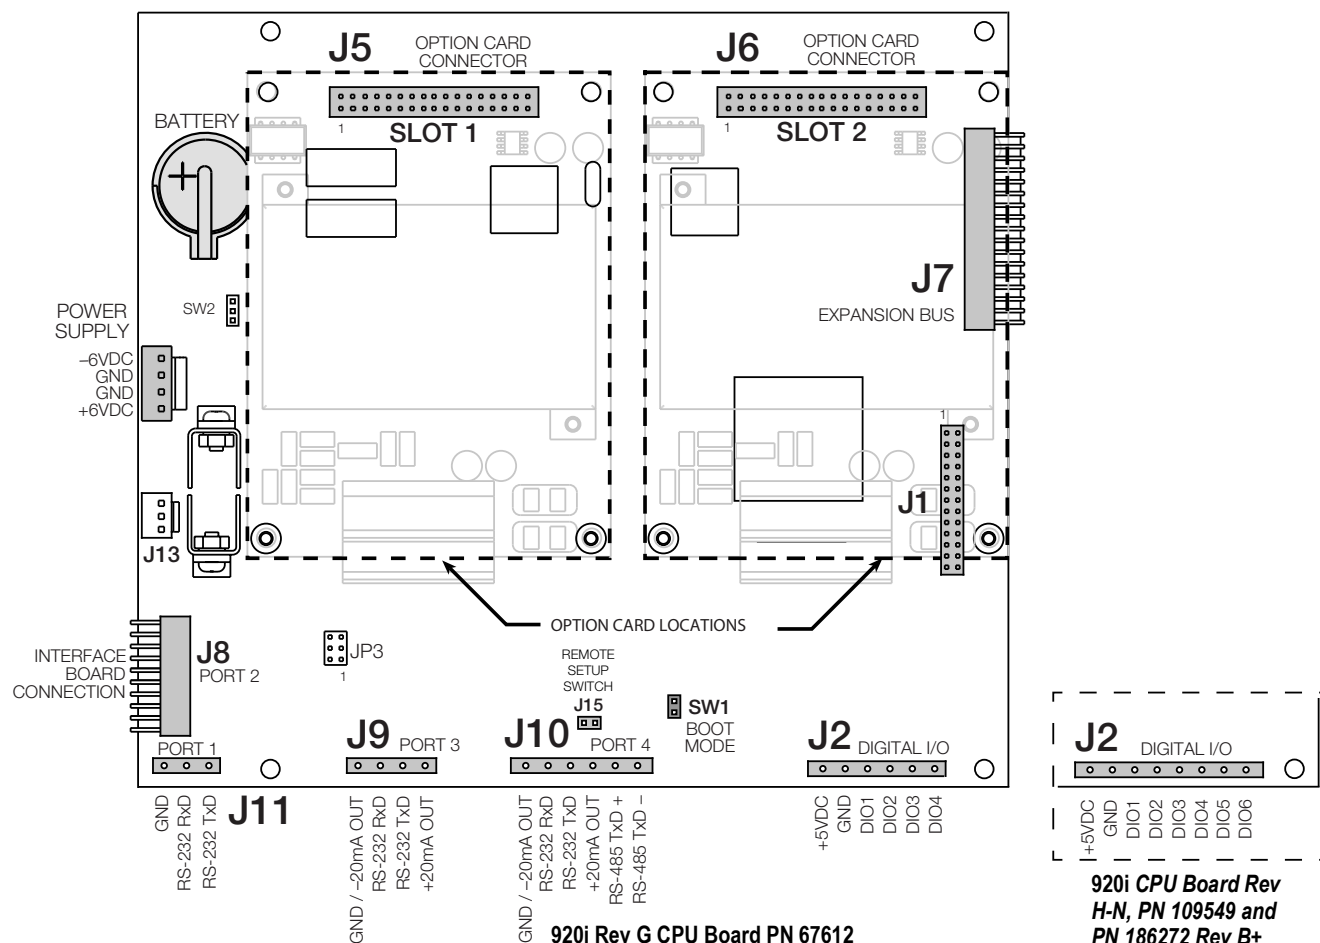 J5
OPTION CARD
CONNECTOR
J6
OPTION CARD
CONNECTOR
1
SLOT 1
1
SLOT 2
BATTERY
+
J7
EXPANSION BUS
SW2
POWER
SUPPLY
–6VDC
GND
GND
+6VDC
1
J1
J13
OPTION CARD LOCATIONS
INTERFACE
BOARD
CONNECTION
J8
PORT 2
JP3
1
REMOTE
SETUP
SWITCH
J15
SW1
BOOT
MODE
PORT 1
J9 PORT 3
J10 PORT 4
J2 DIGITAL I/O
J2 DIGITAL I/O
J11
GND
RS-232 RxD
RS-232 TxD
GND / –20mA OUT
RS-232 RxD
RS-232 TxD
+20mA OUT
GND / –20mA OUT
RS-232 RxD
RS-232 TxD
+20mA OUT
RS-485 TxD +
RS-485 TxD –
+5VDC
GND
DIO1
DIO2
DIO3
DIO4
+5VDC
GND
DIO1
DIO2
DIO3
DIO4
DIO5
DIO6
920i Rev G CPU Board PN 67612
920i CPU Board Rev
H-N, PN 109549 and
PN 186272 Rev B+